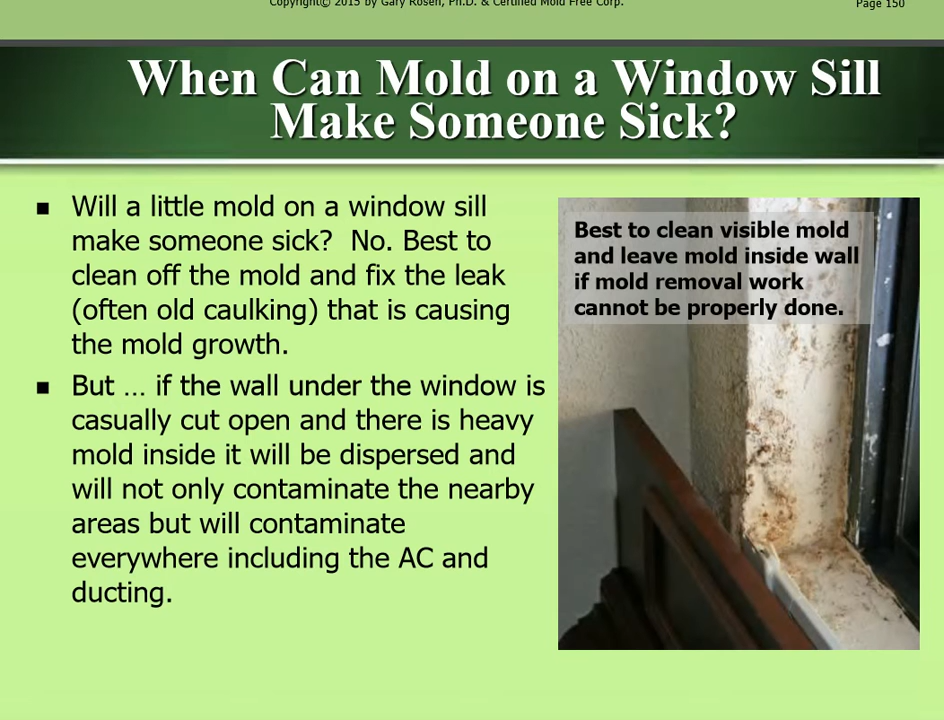 Copyright© 2015 by Gary Rosen, Ph.D. & Certified Mold Free Corp.
Page 150
When Can Mold on a Window Sill
Make Someone Sick?
■ Will a little mold on a window sill
make someone sick?  No. Best to
clean off the mold and fix the leak
(often old caulking) that is causing
the mold growth.
■ But … if the wall under the window is
casually cut open and there is heavy
mold inside it will be dispersed and
will not only contaminate the nearby
areas but will contaminate
everywhere including the AC and
ducting.
Best to clean visible mold
and leave mold inside wall
if mold removal work
cannot be properly done.